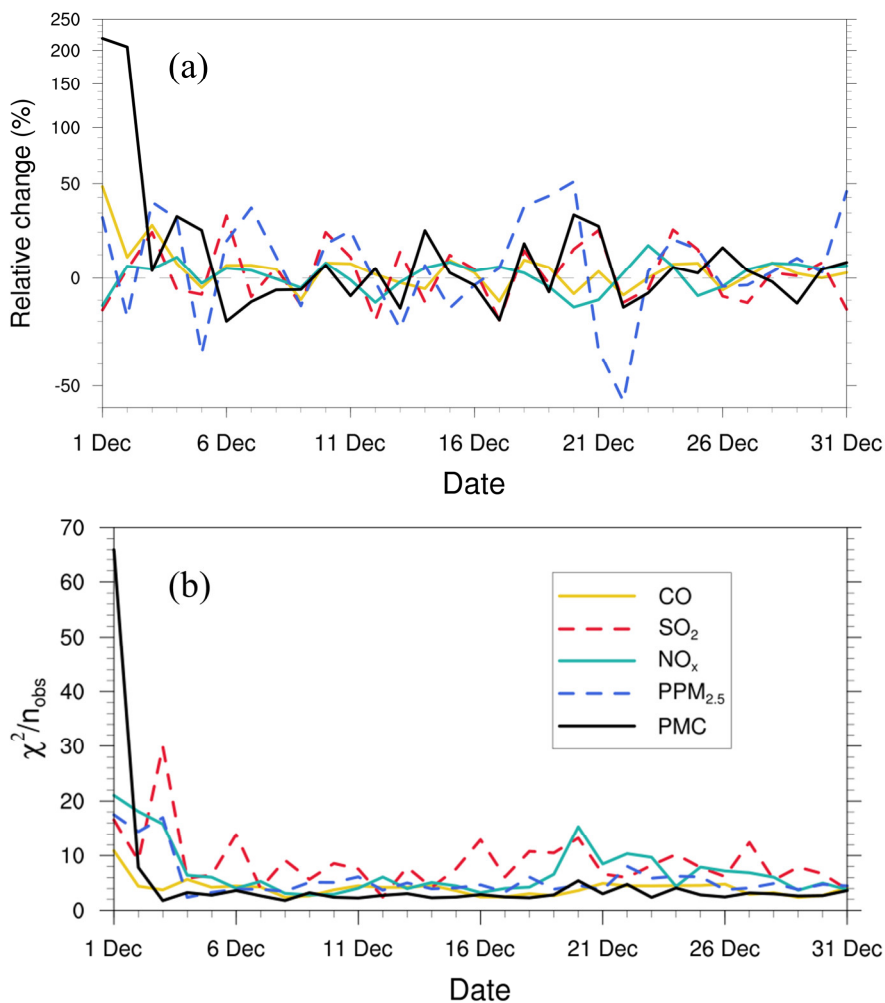 (a)
Relative change (%)
250
200
150
100
50
0
-50
1 Dec 6 Dec 11 Dec 16 Dec 21 Dec 26 Dec 31 Dec
Date
(b)
χ²/n_obs
70
60
50
40
30
20
10
0
CO
SO₂
NOₓ
PPM₂.₅
PMC
1 Dec 6 Dec 11 Dec 16 Dec 21 Dec 26 Dec 31 Dec
Date